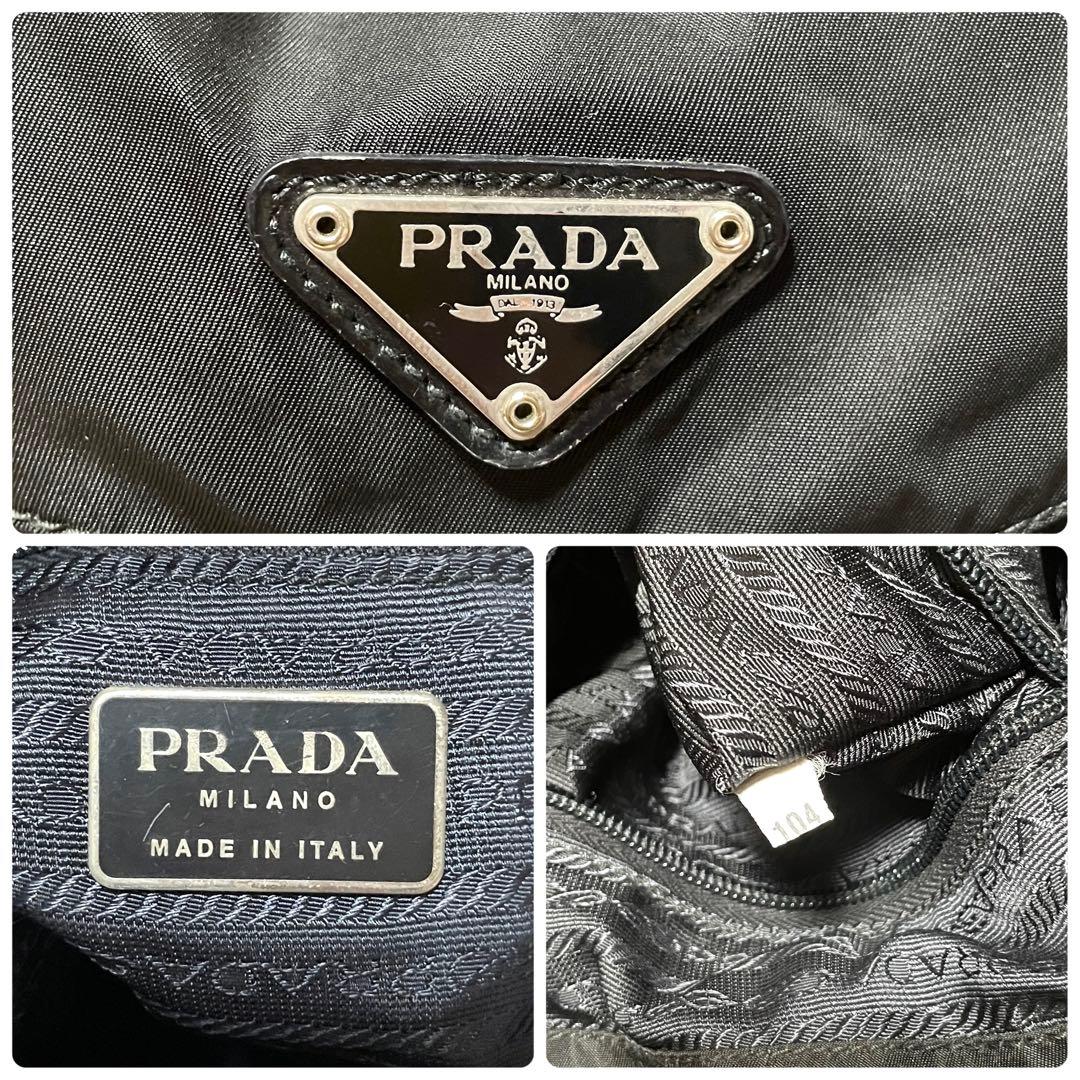 PRADA
MILANO
DAL 1913
PRADA
MILANO
MADE IN ITALY
104